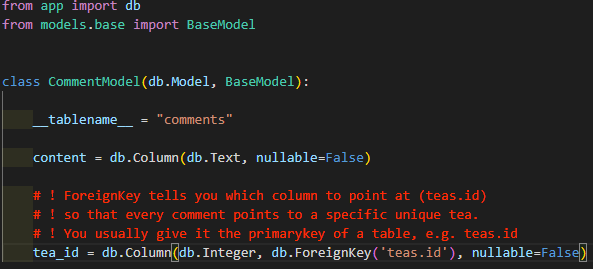 from app import db
from models.base import BaseModel
class CommentModel(db.Model, BaseModel):
__tablename__ = "comments"
content = db.Column(db.Text, nullable=False)
# ! ForeignKey tells you which column to point at (teas.id)
# ! so that every comment points to a specific unique tea.
# ! You usually give it the primarykey of a table, e.g. teas.id
tea_id = db.Column(db.Integer, db.ForeignKey('teas.id'), nullable=False)